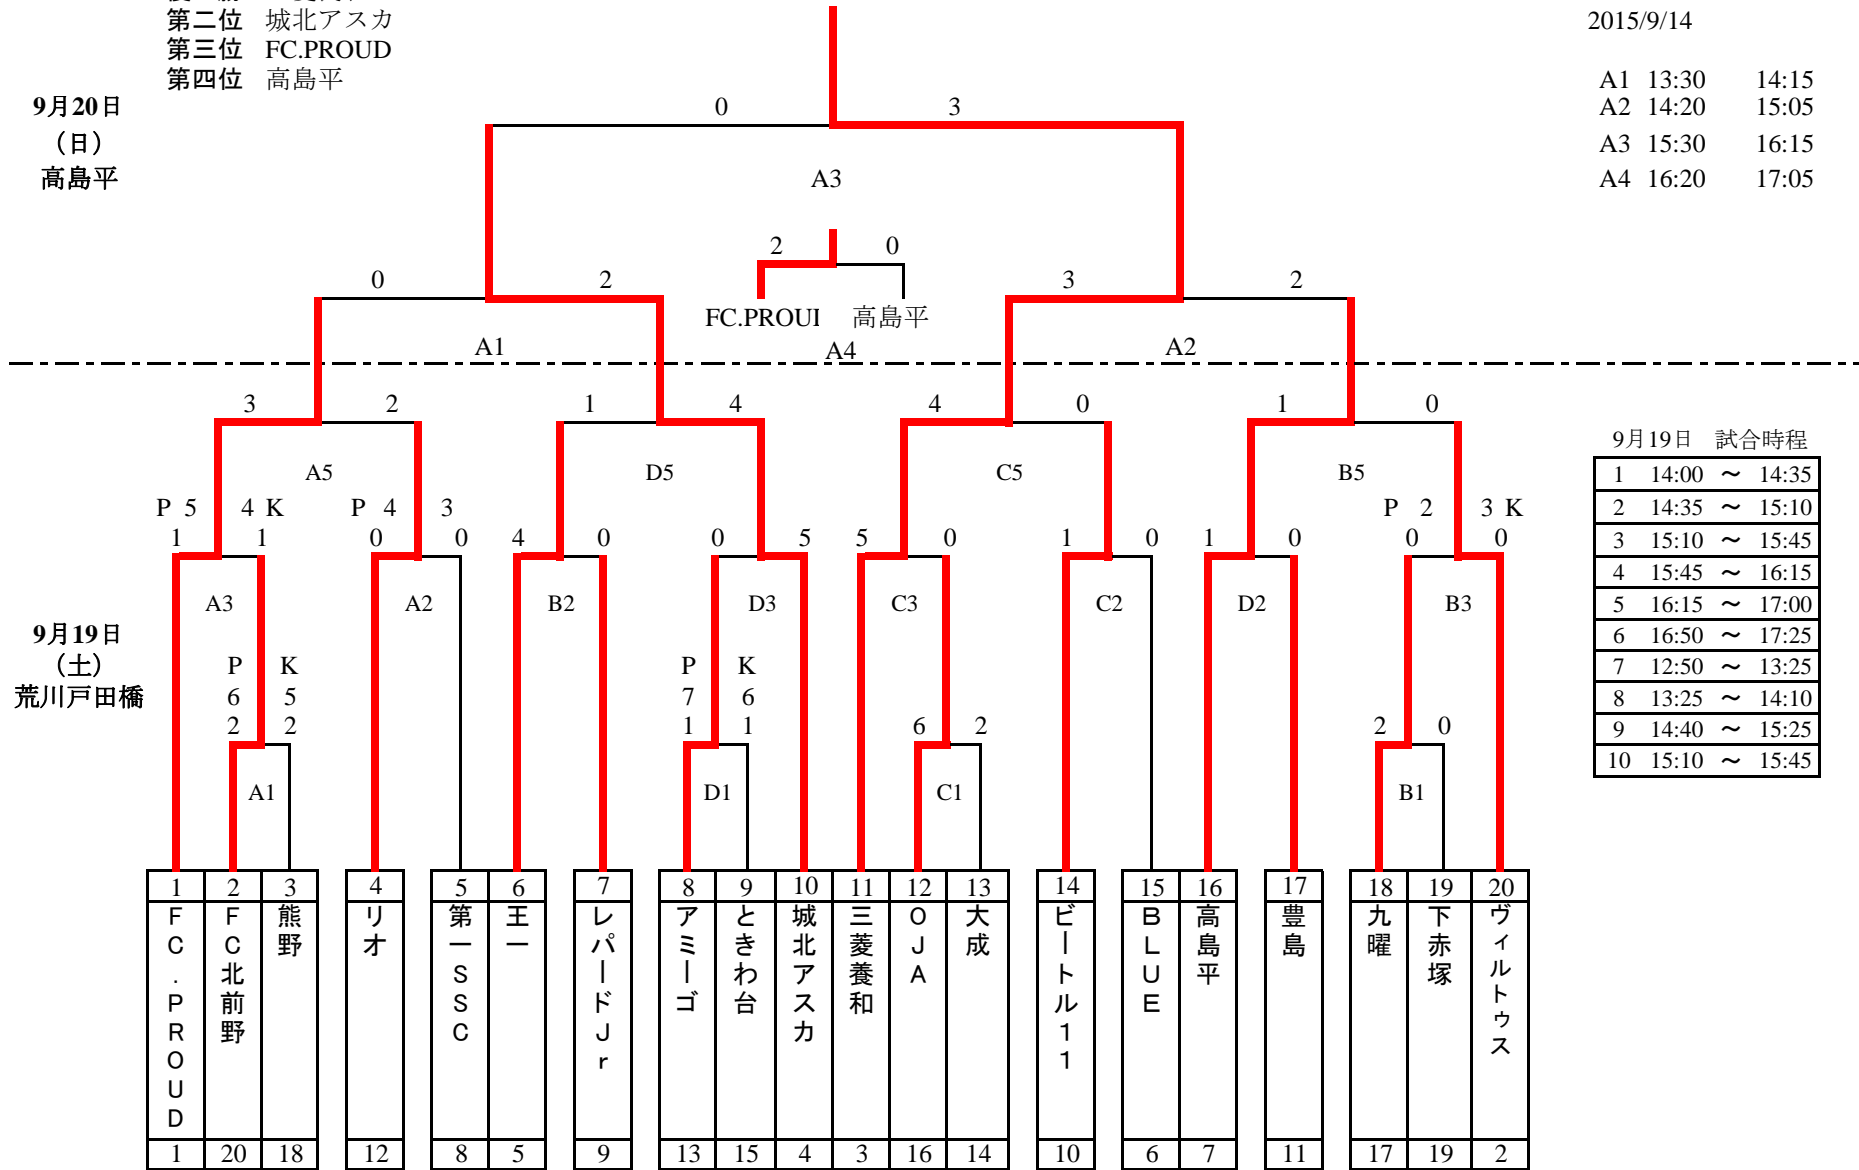 第二位 城北アスカ
第三位 FC.PROUD
第四位 高島平
2015/9/14
A1 13:30 14:15
A2 14:20 15:05
A3 15:30 16:15
A4 16:20 17:05
9月20日
（日）
高島平
0 3
A3
2 0
FC.PROUI 高島平
0 2 3 2
A1 A4 A2
3 2 1 4 4 0 1 0
A5 D5 C5 B5
P 5 4 K P 4 3 P 2 3 K
1 1 0 0 4 0 0 5 5 0 1 0 1 0 0 0
A3 A2 B2 D3 C3 C2 D2 B3
9月19日
（土）
荒川戸田橋
P K P K
6 5 7 6
2 2 1 1 6 2 2 0
A1 D1 C1 B1
9月19日 試合時程
1 14:00 ～ 14:35
2 14:35 ～ 15:10
3 15:10 ～ 15:45
4 15:45 ～ 16:15
5 16:15 ～ 17:00
6 16:50 ～ 17:25
7 12:50 ～ 13:25
8 13:25 ～ 14:10
9 14:40 ～ 15:25
10 15:10 ～ 15:45
1 2 3 4 5 6 7 8 9 10 11 12 13 14 15 16 17 18 19 20
ＦＣ．ＰＲＯＵＤ
ＦＣ北前野
熊野
リオ
第一ＳＳＣ
王一
レパードＪｒ
アミーゴ
ときわ台
城北アスカ
三菱養和
ＯＪＡ
大成
ビートル１１
ＢＬＵＥ
高島平
豊島
九曜
下赤塚
ヴィルトゥス
1 20 18 12 8 5 9 13 15 4 3 16 14 10 6 7 11 17 19 2